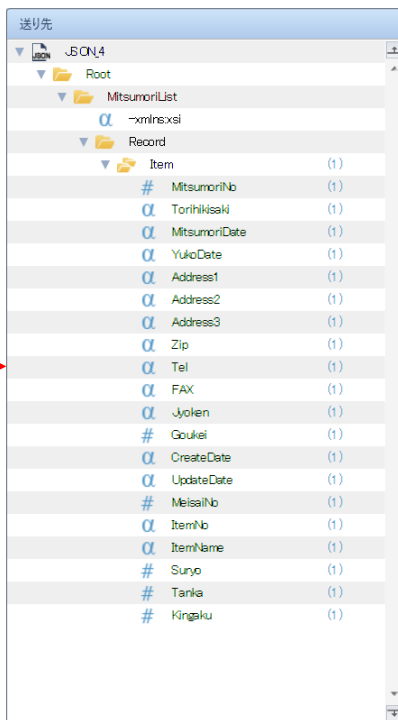 送り先
JSON JSON_4
Root
MitsumoriList
α -xmlns:xsi
Record
Item (1)
# MitsumoriNo (1)
α Torihikisaki (1)
α MitsumoriDate (1)
α YukoDate (1)
α Address1 (1)
α Address2 (1)
α Address3 (1)
α Zip (1)
α Tel (1)
α FAX (1)
α Jyoken (1)
# Goukei (1)
α CreateDate (1)
α UpdateDate (1)
# MeisaiNo (1)
α ItemNo (1)
α ItemName (1)
# Suryo (1)
# Tanka (1)
# Kingaku (1)